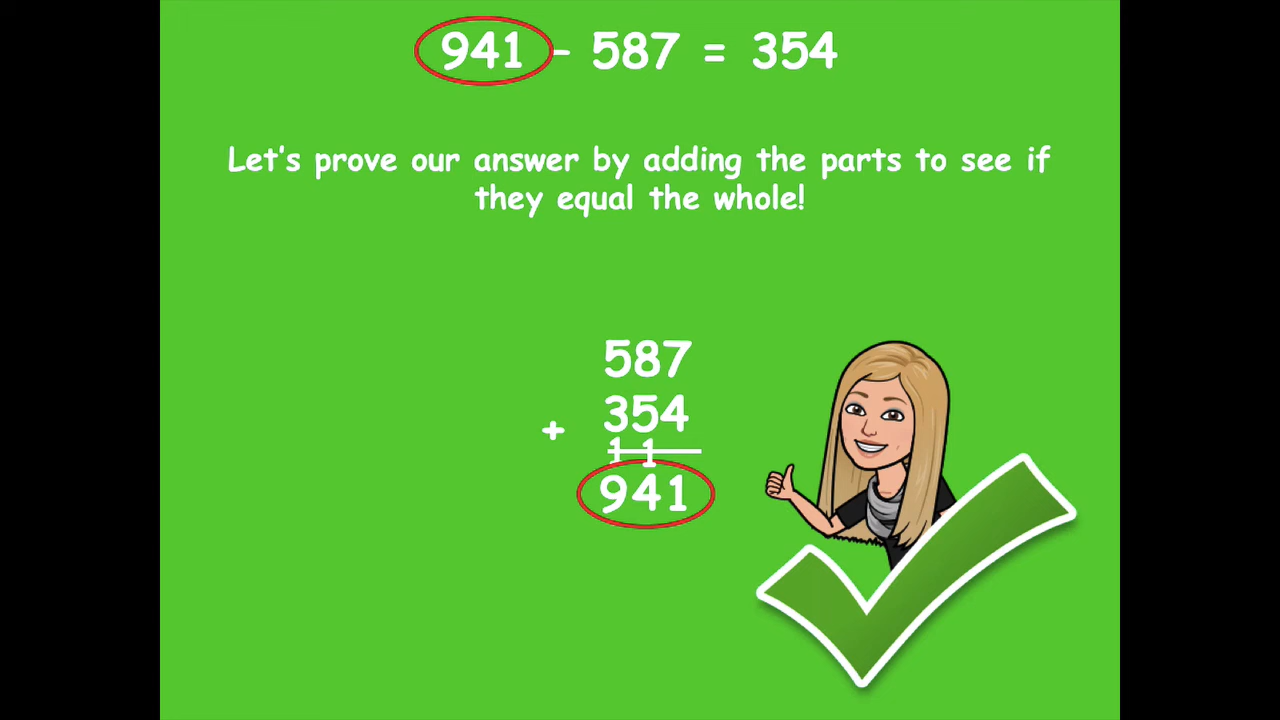 941 - 587 = 354
Let's prove our answer by adding the parts to see if
they equal the whole!
587
+ 354
1 1
941